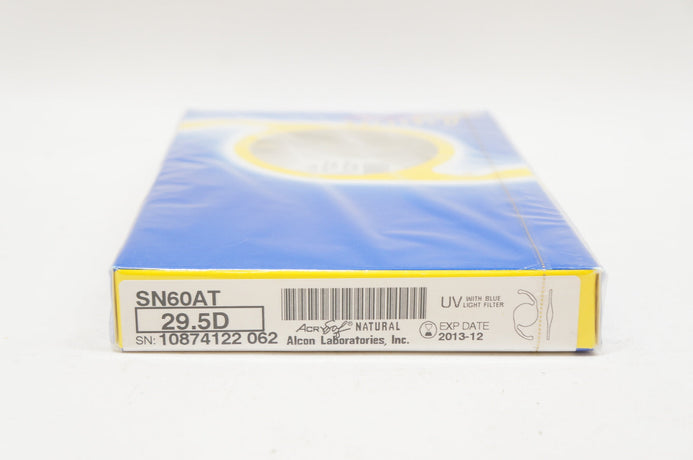 SN60AT
29.5D
SN: 10874122 062
ACRYSof® NATURAL
Alcon Laboratories, Inc.
UV WITH BLUE
LIGHT FILTER
EXP DATE
2013-12